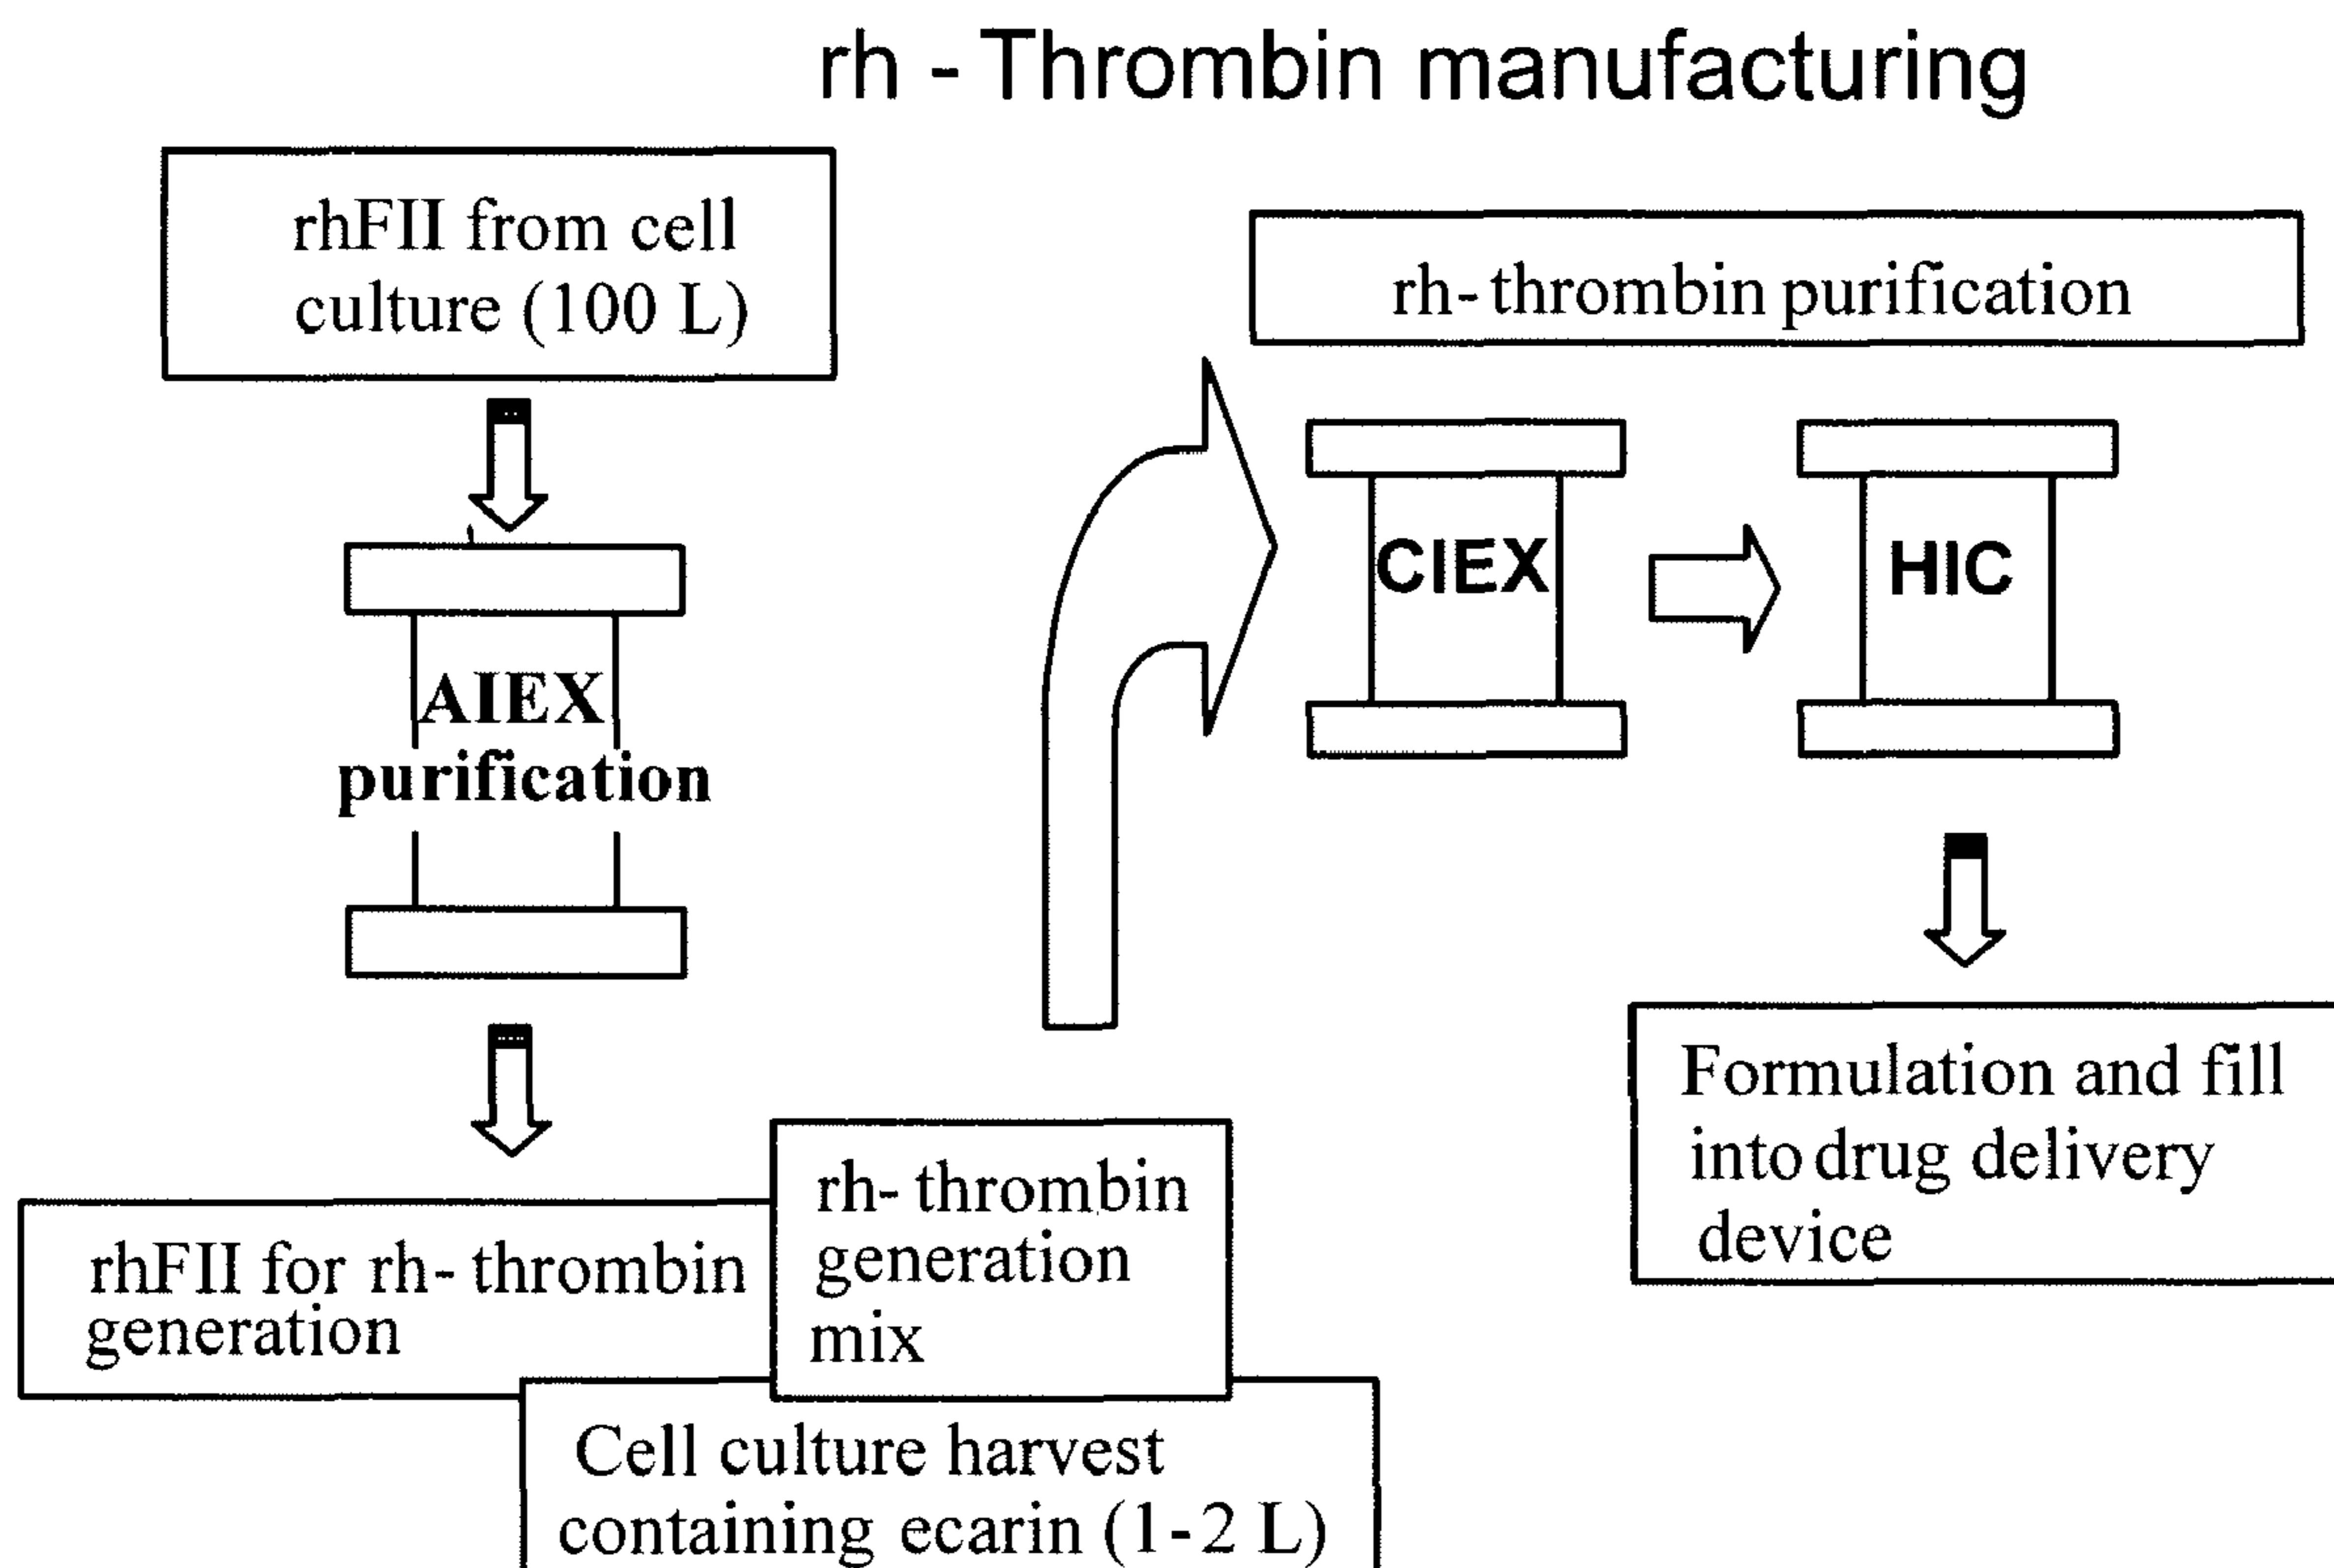 rh - Thrombin manufacturing
rhFII from cell
culture (100 L)
AIEX
purification
rhFII for rh- thrombin
generation
rh- thrombin
generation
mix
Cell culture harvest
containing ecarin (1-2 L)
rh- thrombin purification
CIEX
HIC
Formulation and fill
into drug delivery
device